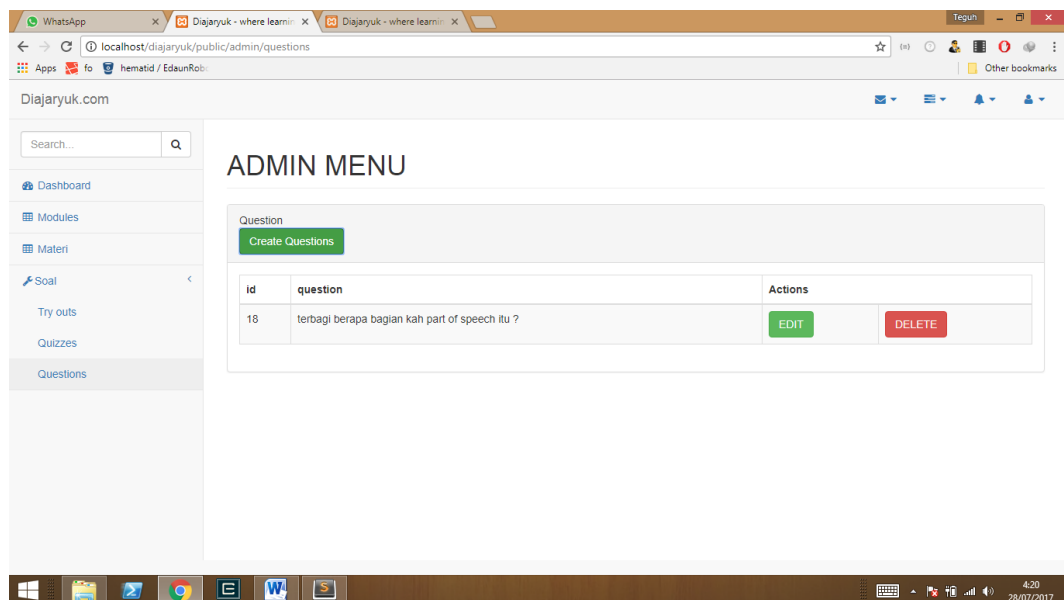 Teguh
WhatsApp
Diajaryuk - where learnin
Diajaryuk - where learnin
localhost/diajaryuk/public/admin/questions
Apps fo hematid / EdaunRob
Other bookmarks
Diajaryuk.com
Search...
Dashboard
Modules
Materi
Soal
Try outs
Quizzes
Questions
ADMIN MENU
Question
Create Questions
id question Actions
18 terbagi berapa bagian kah part of speech itu ? EDIT DELETE
4:20
28/07/2017